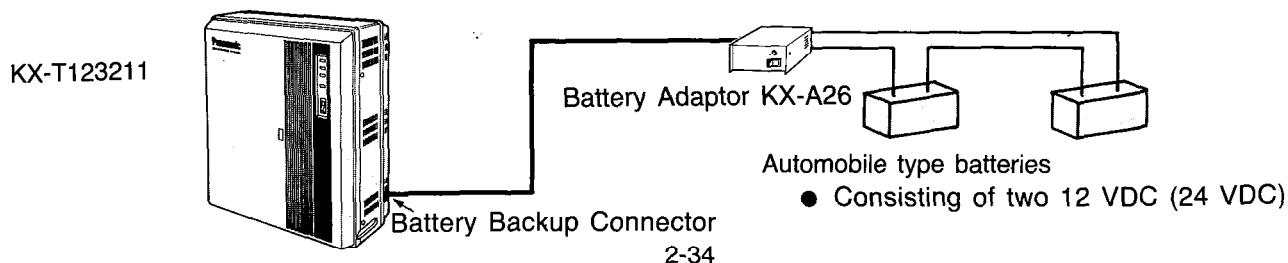 Panasonic
KX-T123211
Battery Adaptor KX-A26
Automobile type batteries
● Consisting of two 12 VDC (24 VDC)
Battery Backup Connector
2-34